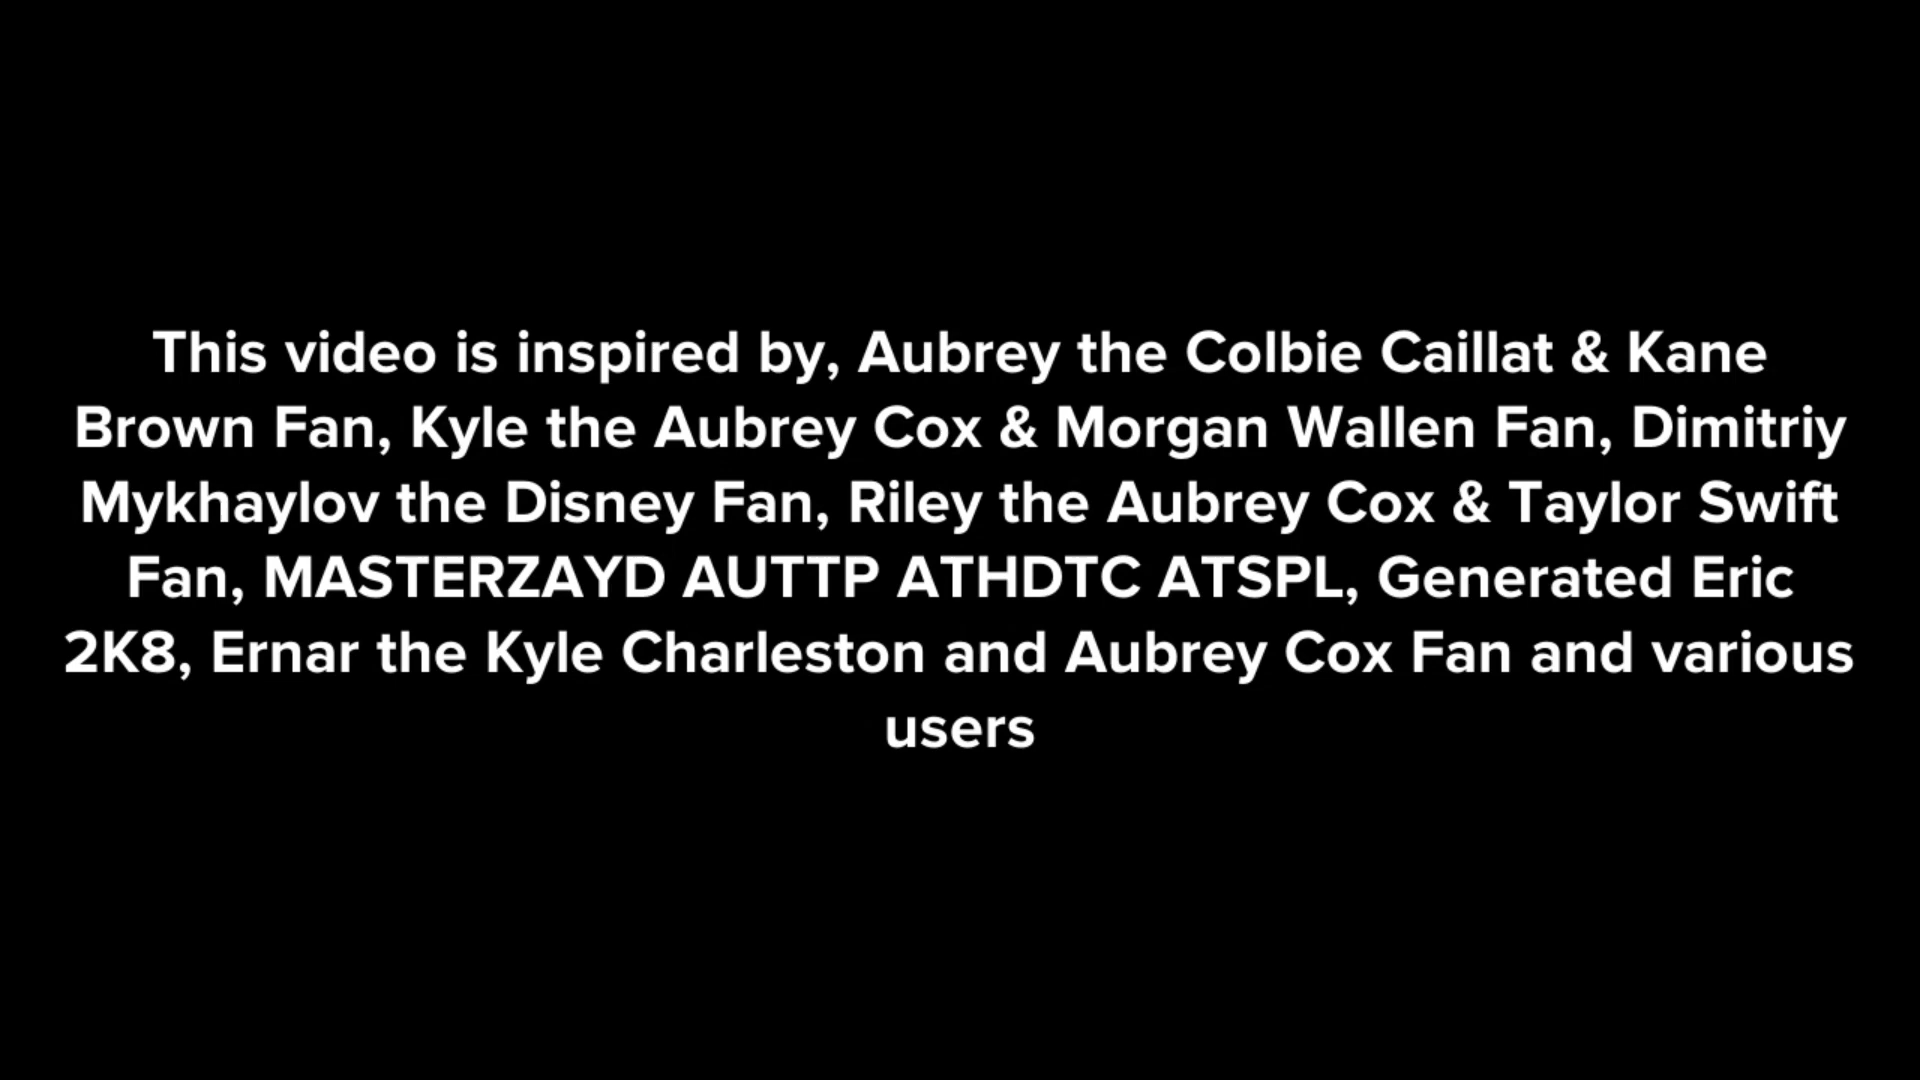 This video is inspired by, Aubrey the Colbie Caillat & Kane
Brown Fan, Kyle the Aubrey Cox & Morgan Wallen Fan, Dimitriy
Mykhaylov the Disney Fan, Riley the Aubrey Cox & Taylor Swift
Fan, MASTERZAYD AUTTP ATHDTC ATSPL, Generated Eric
2K8, Ernar the Kyle Charleston and Aubrey Cox Fan and various
users